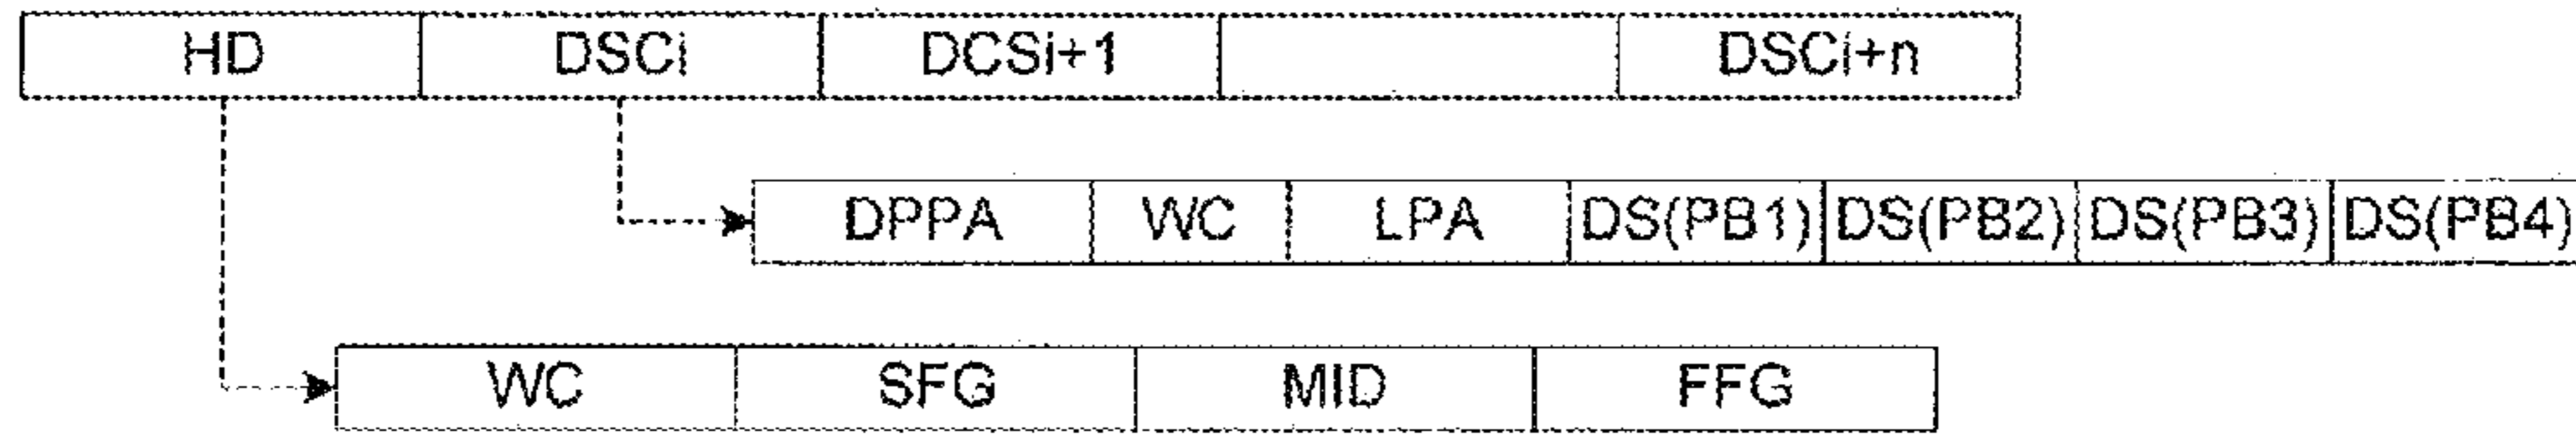 HD DSCi DCSi+1 DSCi+n
DPPA WC LPA DS(PB1) DS(PB2) DS(PB3) DS(PB4)
WC SFG MID FFG